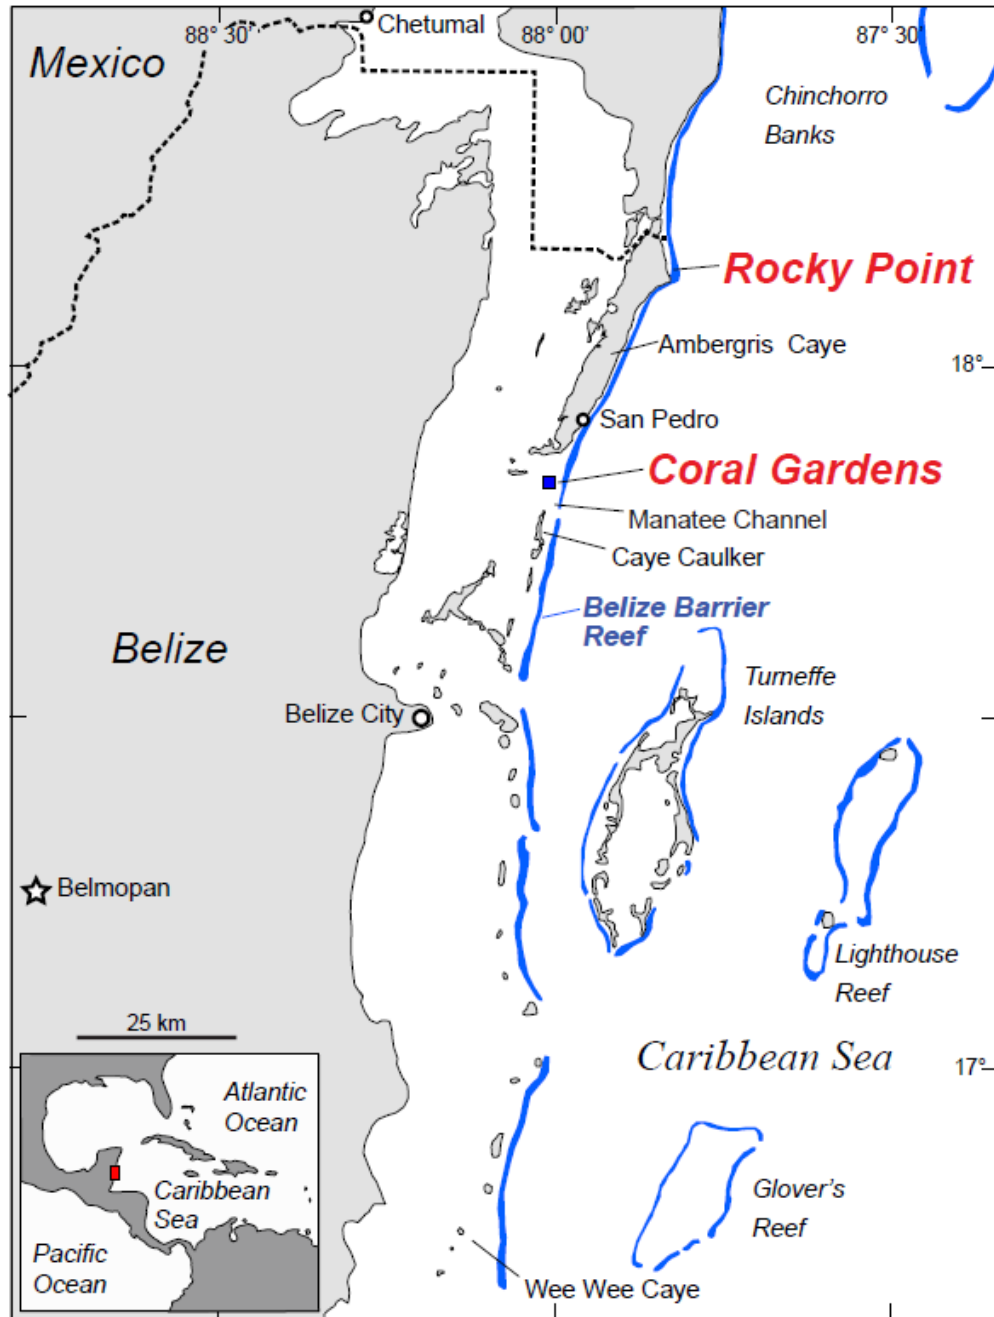 88° 30'
Chetumal
88° 00'
87° 30'
Mexico
Chinchorro
Banks
Rocky Point
Ambergris Caye
18°
San Pedro
Coral Gardens
Manatee Channel
Caye Caulker
Belize Barrier
Reef
Belize
Turneffe
Islands
Belize City
Belmopan
Lighthouse
Reef
25 km
Caribbean Sea
17°
Atlantic
Ocean
Caribbean
Sea
Pacific
Ocean
Glover's
Reef
Wee Wee Caye